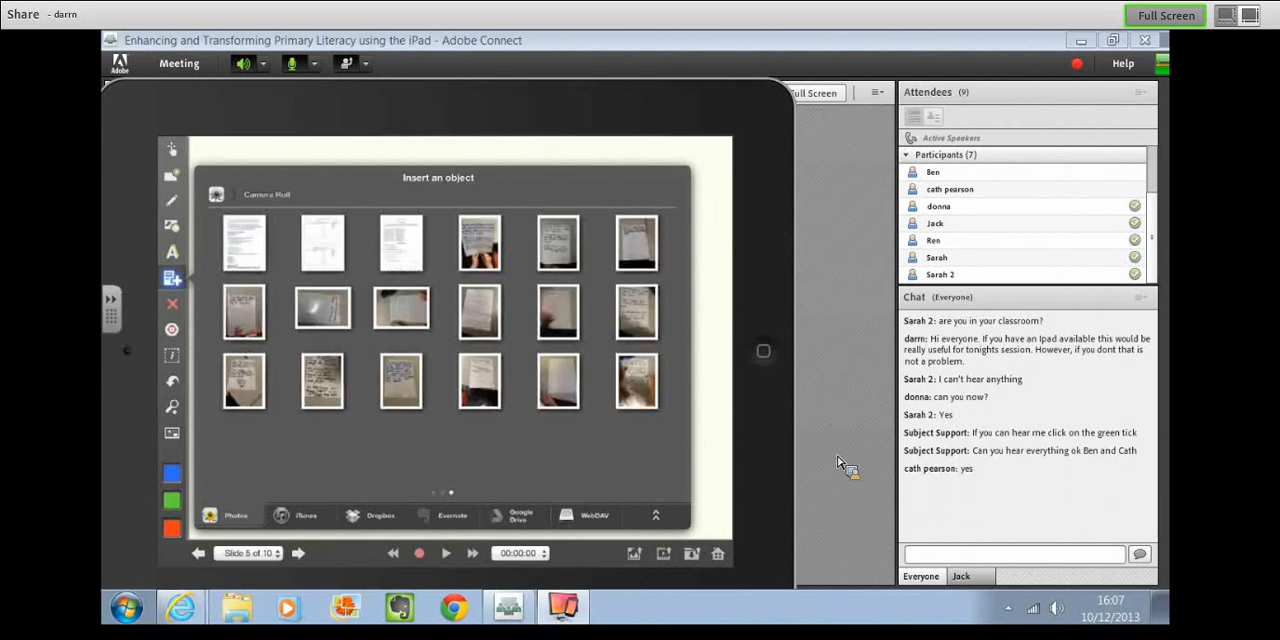 Share - darrn
Full Screen
Enhancing and Transforming Primary Literacy using the iPad - Adobe Connect
Meeting
Help
Full Screen
Attendees (9)
Active Speakers
Participants (7)
Ben
cath pearson
donna
Jack
Ren
Sarah
Sarah 2
Insert an object
Camera Roll
Photos
iTunes
Dropbox
Evernote
Google
Drive
WebDAV
Slide 5 of 10
00:00:00
Chat (Everyone)
Sarah 2: are you in your classroom?
darrn: Hi everyone. If you have an Ipad available this would be
really useful for tonights session. However, if you dont that is
not a problem.
Sarah 2: I can't hear anything
donna: can you now?
Sarah 2: Yes
Subject Support: If you can hear me click on the green tick
Subject Support: Can you hear everything ok Ben and Cath
cath pearson: yes
Everyone
Jack
16:07
10/12/2013